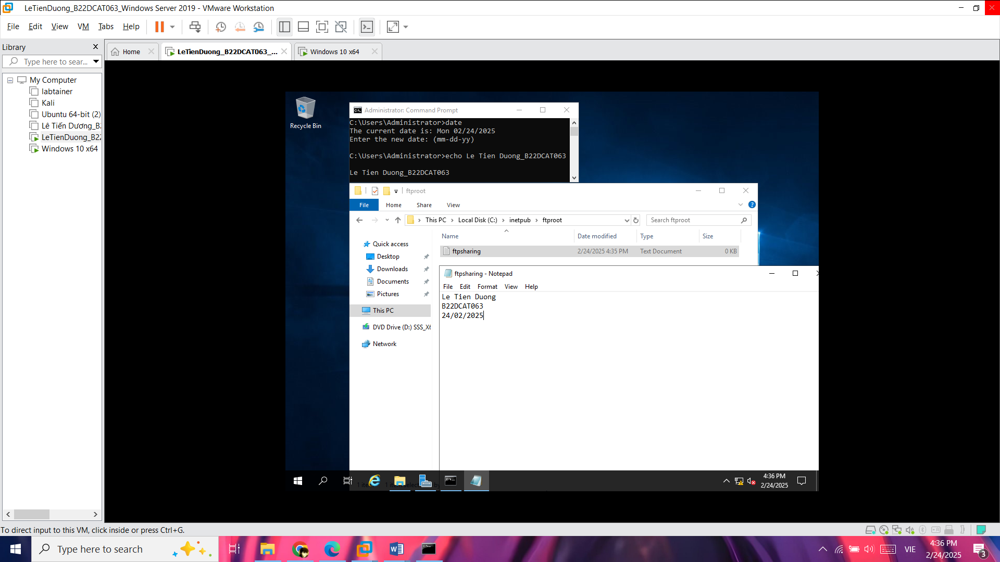 LeTienDuong_B22DCAT063_Windows Server 2019 - VMware Workstation
File Edit View VM Tabs Help
Library
Home
LeTienDuong_B22DCAT063_...
Windows 10 x64
Type here to sear...
My Computer
labtainer
Kali
Ubuntu 64-bit (2)
Lê Tiến Dương_B2
LeTienDuong_B22
Windows 10 x64
Recycle Bin
Administrator: Command Prompt
C:\Users\Administrator>date
The current date is: Mon 02/24/2025
Enter the new date: (mm-dd-yy)
C:\Users\Administrator>echo Le Tien Duong_B22DCAT063
Le Tien Duong_B22DCAT063
ftproot
File Home Share View
This PC > Local Disk (C:) > inetpub > ftproot
Search ftproot
Name Date modified Type Size
ftpsharing 2/24/2025 4:35 PM Text Document 0 KB
Quick access
Desktop
Downloads
Documents
Pictures
This PC
DVD Drive (D:) SSS_X6
Network
ftpsharing - Notepad
File Edit Format View Help
Le Tien Duong
B22DCAT063
24/02/2025
4:36 PM
2/24/2025
To direct input to this VM, click inside or press Ctrl+G.
Type here to search
VIE
4:36 PM
2/24/2025
3